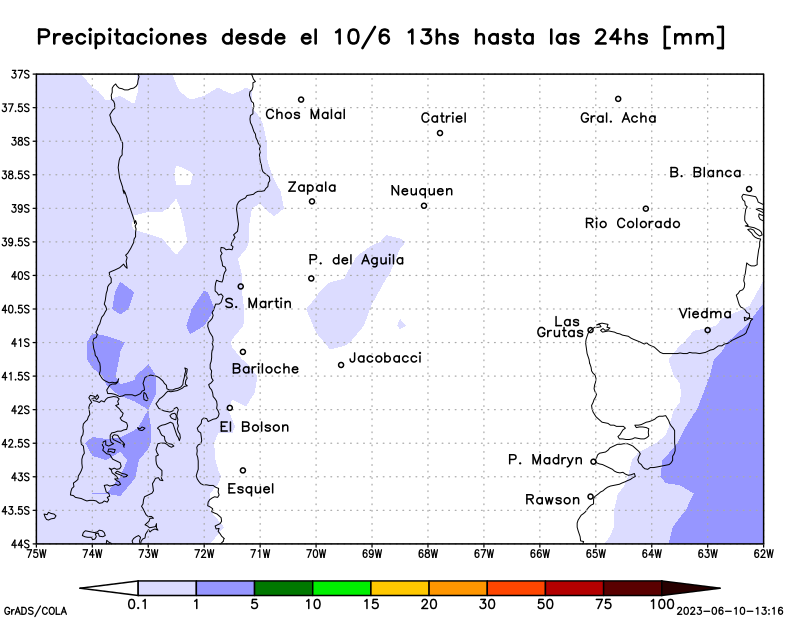 Precipitaciones desde el 10/6 13hs hasta las 24hs [mm]
37S
37.5S
38S
38.5S
39S
39.5S
40S
40.5S
41S
41.5S
42S
42.5S
43S
43.5S
44S
Chos Malal
Catriel
Gral. Acha
B. Blanca
Zapala
Neuquen
Rio Colorado
P. del Aguila
S. Martin
Viedma
Las
Grutas
Jacobacci
Bariloche
El Bolson
P. Madryn
Esquel
Rawson
75W 74W 73W 72W 71W 70W 69W 68W 67W 66W 65W 64W 63W 62W
0.1 1 5 10 15 20 30 50 75 100
GrADS/COLA
2023-06-10-13:16